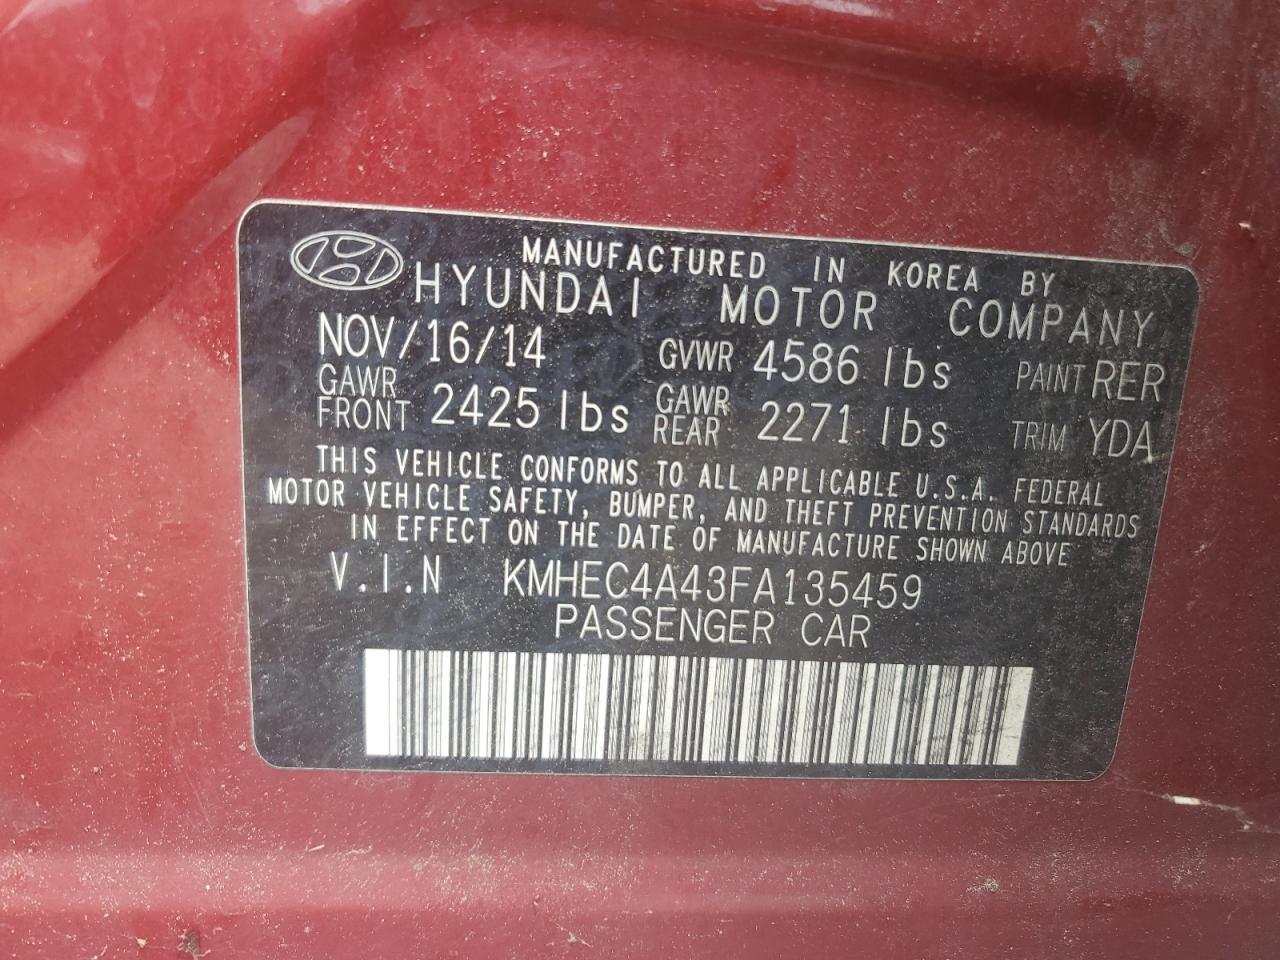 MANUFACTURED IN KOREA BY
HYUNDAI MOTOR COMPANY
NOV/16/14 GVWR 4586 lbs PAINT RER
GAWR FRONT 2425 lbs GAWR REAR 2271 lbs TRIM YDA
THIS VEHICLE CONFORMS TO ALL APPLICABLE U.S.A. FEDERAL
MOTOR VEHICLE SAFETY, BUMPER, AND THEFT PREVENTION STANDARDS
IN EFFECT ON THE DATE OF MANUFACTURE SHOWN ABOVE
V.I.N KMHEC4A43FA135459
PASSENGER CAR